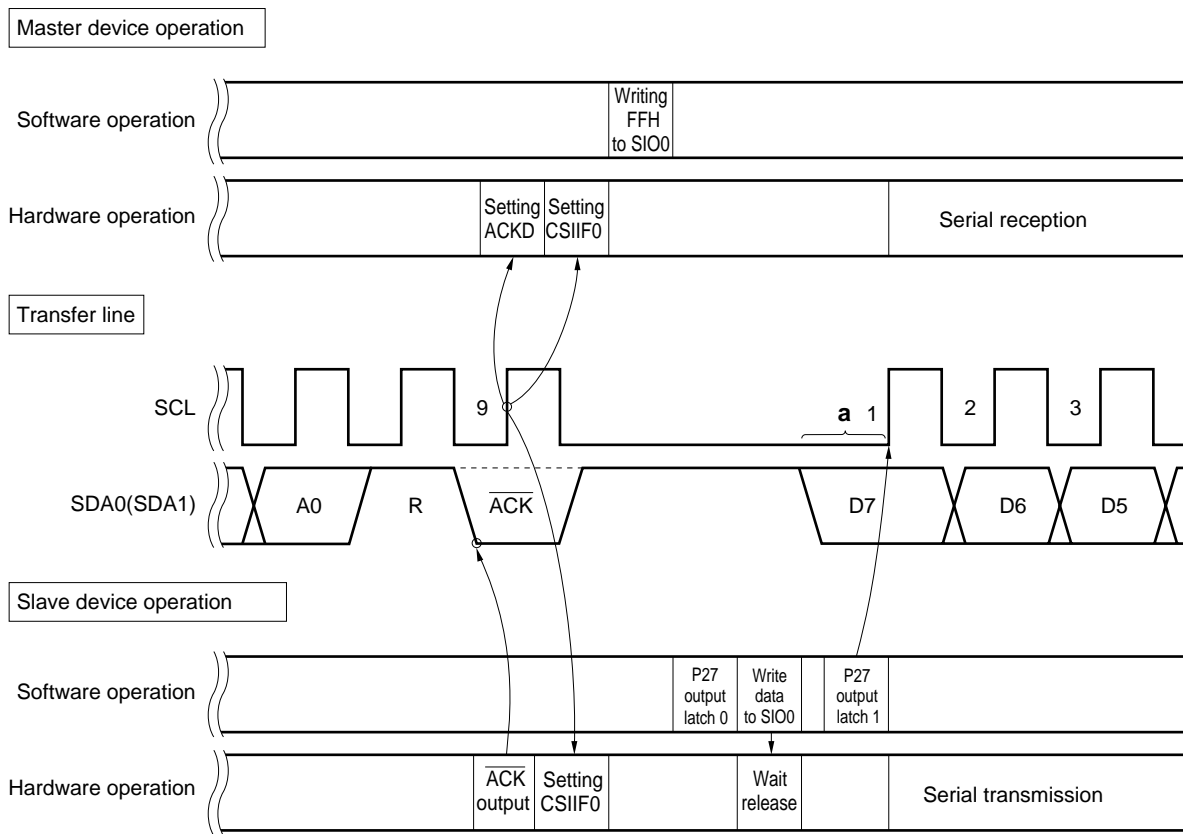 Master device operation
Software operation
Writing
FFH
to SIO0
Hardware operation
Setting
ACKD
Setting
CSIIF0
Serial reception
Transfer line
SCL
9
a 1
2
3
SDA0(SDA1)
A0
R
ACK
D7
D6
D5
Slave device operation
Software operation
P27
output
latch 0
Write
data
to SIO0
P27
output
latch 1
Hardware operation
ACK
output
Setting
CSIIF0
Wait
release
Serial transmission